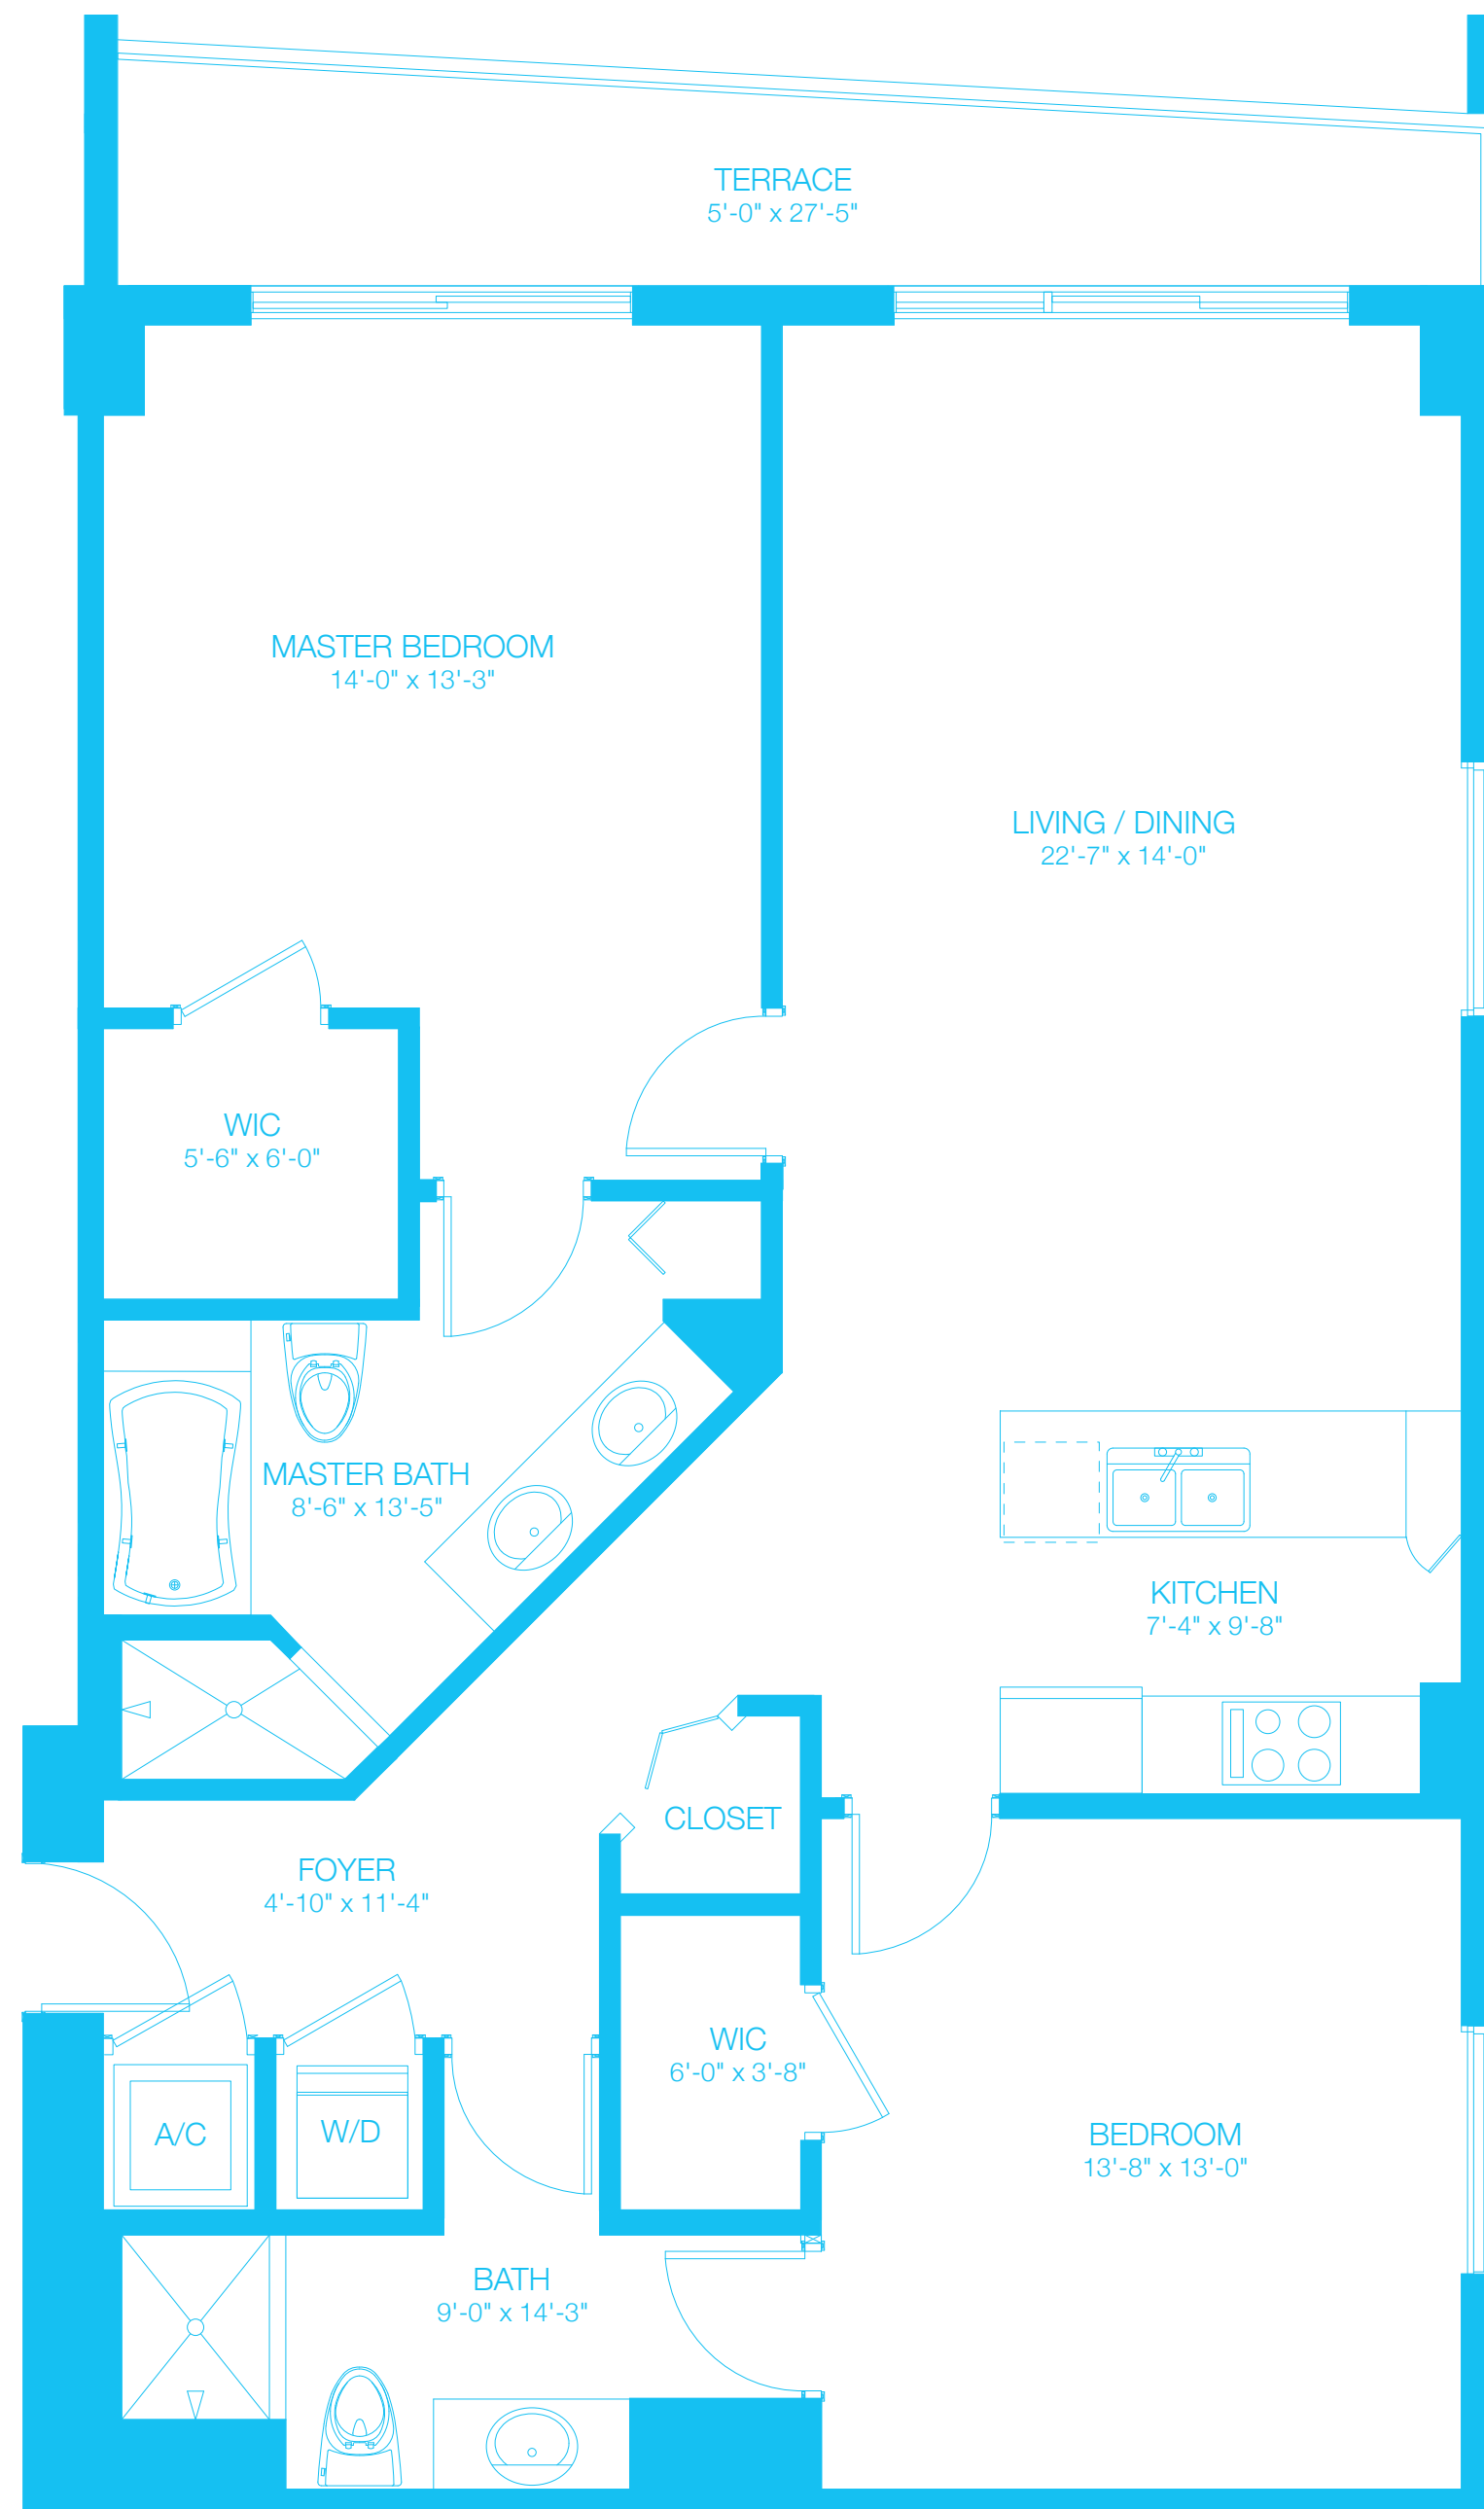 TERRACE
5'-0" x 27'-5"
MASTER BEDROOM
14'-0" x 13'-3"
LIVING / DINING
22'-7" x 14'-0"
WIC
5'-6" x 6'-0"
MASTER BATH
8'-6" x 13'-5"
KITCHEN
7'-4" x 9'-8"
CLOSET
FOYER
4'-10" x 11'-4"
WIC
6'-0" x 3'-8"
A/C
W/D
BEDROOM
13'-8" x 13'-0"
BATH
9'-0" x 14'-3"